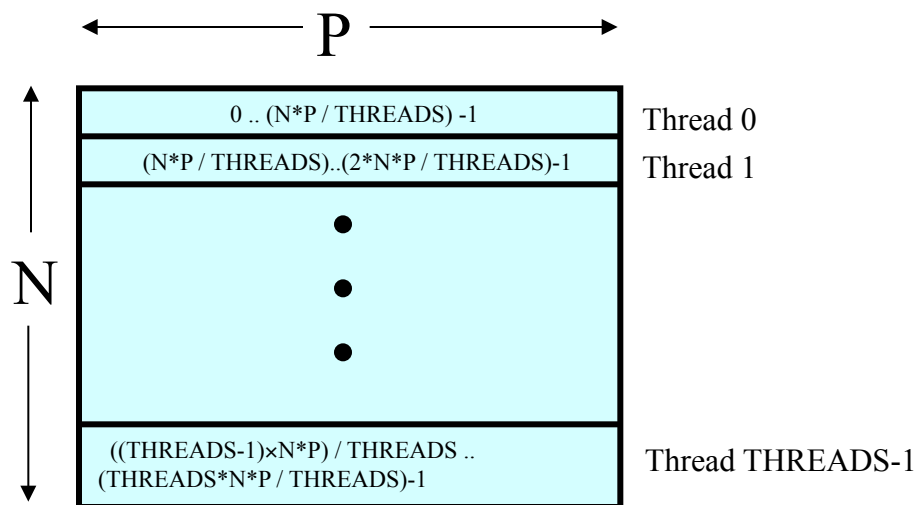 P
0 .. (N*P / THREADS) -1
Thread 0
(N*P / THREADS)..(2*N*P / THREADS)-1
Thread 1
N
((THREADS-1)×N*P) / THREADS ..
(THREADS*N*P / THREADS)-1
Thread THREADS-1